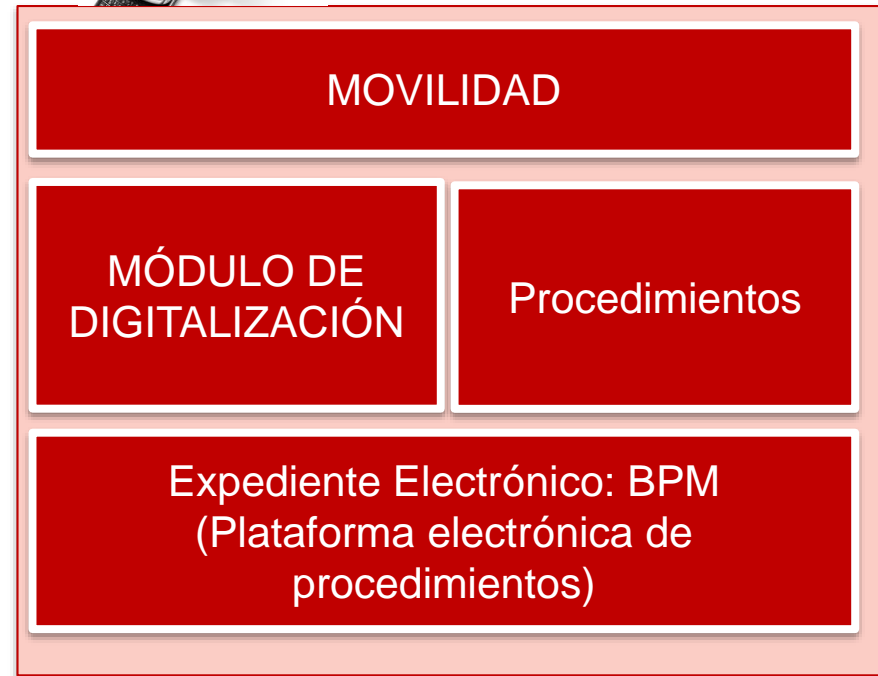 MOVILIDAD
MÓDULO DE
DIGITALIZACIÓN
Procedimientos
Expediente Electrónico: BPM
(Plataforma electrónica de
procedimientos)